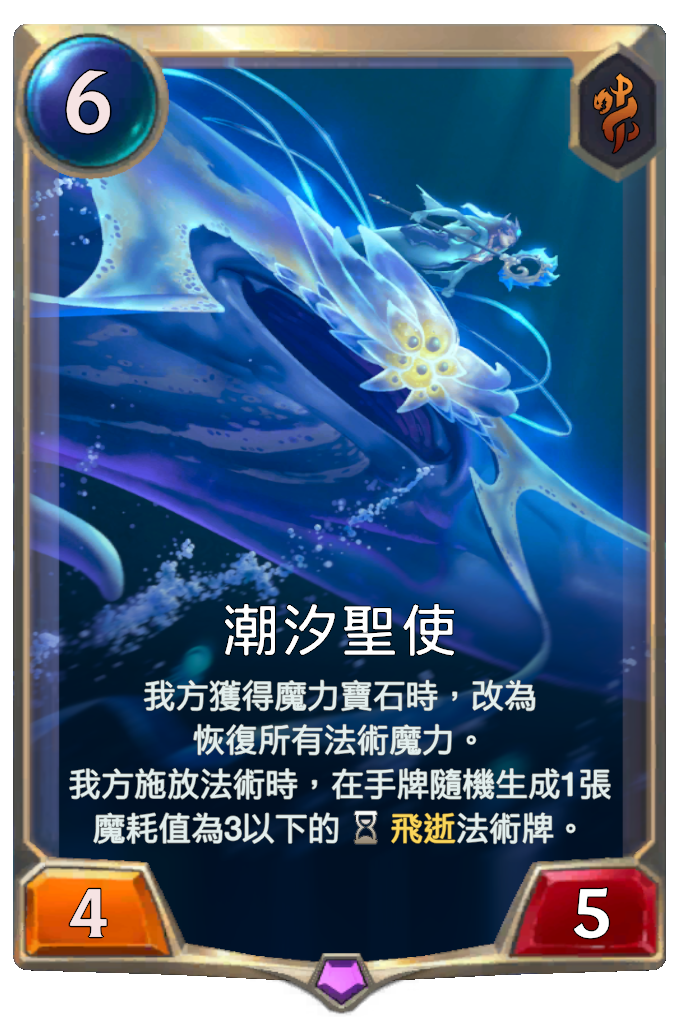 6
潮汐聖使
我方獲得魔力寶石時，改為
恢復所有法術魔力。
我方施放法術時，在手牌隨機生成1張
魔耗值為3以下的 飛逝法術牌。
4
5